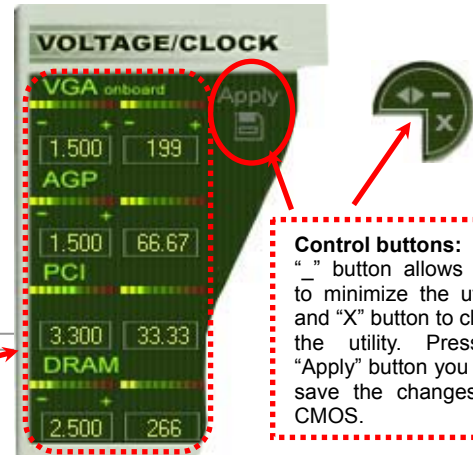 VOLTAGE/CLOCK
VGA onboard
Apply
- + - +
1.500 199
AGP
- +
1.500 66.67
PCI
3.300 33.33
DRAM
- +
2.500 266
– X
Control buttons:
“_” button allows
to minimize the
and “X” button to
the utility. Press
“Apply” button you
save the changes
CMOS.